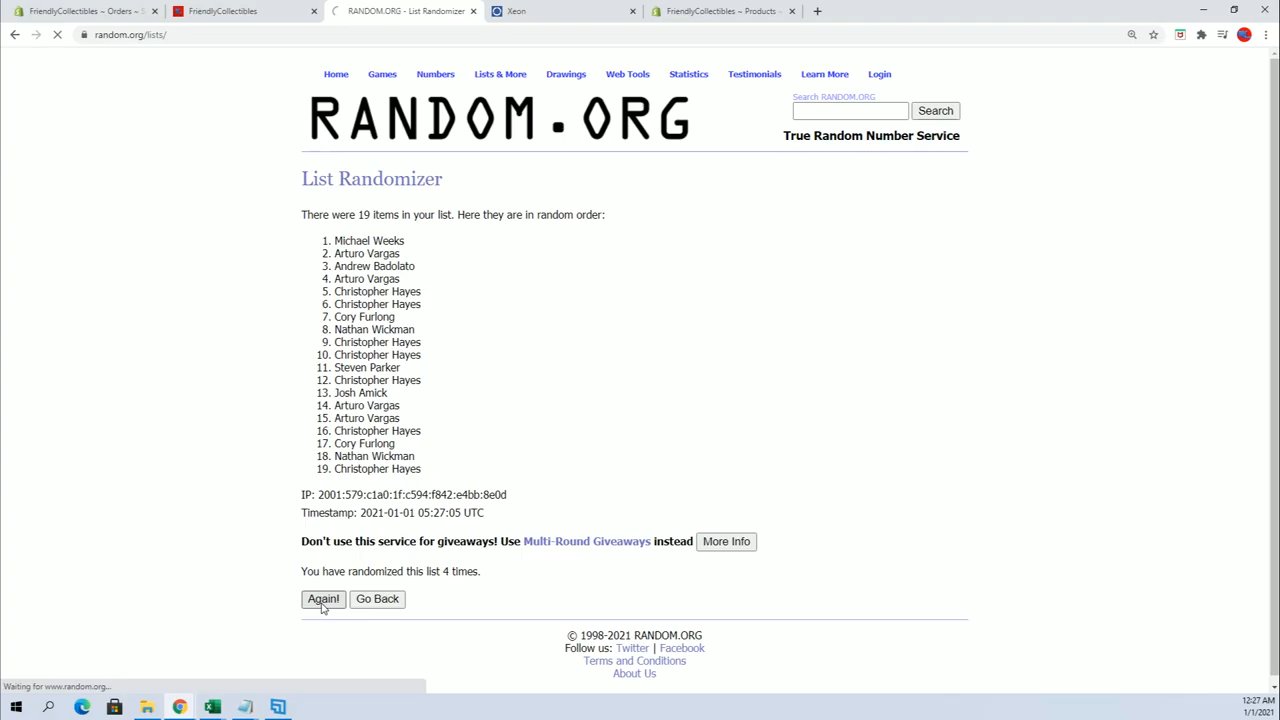 FriendlyCollectibles ~ Orders ~ S
FriendlyCollectibles
RANDOM.ORG - List Randomizer
Xeon
FriendlyCollectibles ~ Products ~
random.org/lists/
Home Games Numbers Lists & More Drawings Web Tools Statistics Testimonials Learn More Login
RANDOM.ORG
Search RANDOM.ORG
Search
True Random Number Service
List Randomizer
There were 19 items in your list. Here they are in random order:
1. Michael Weeks
2. Arturo Vargas
3. Andrew Badolato
4. Arturo Vargas
5. Christopher Hayes
6. Christopher Hayes
7. Cory Furlong
8. Nathan Wickman
9. Christopher Hayes
10. Christopher Hayes
11. Steven Parker
12. Christopher Hayes
13. Josh Amick
14. Arturo Vargas
15. Arturo Vargas
16. Christopher Hayes
17. Cory Furlong
18. Nathan Wickman
19. Christopher Hayes
IP: 2001:579:c1a0:1f:c594:f842:e4bb:8e0d
Timestamp: 2021-01-01 05:27:05 UTC
Don't use this service for giveaways! Use Multi-Round Giveaways instead More Info
You have randomized this list 4 times.
Again! Go Back
© 1998-2021 RANDOM.ORG
Follow us: Twitter | Facebook
Terms and Conditions
About Us
Waiting for www.random.org...
12:27 AM
1/1/2021